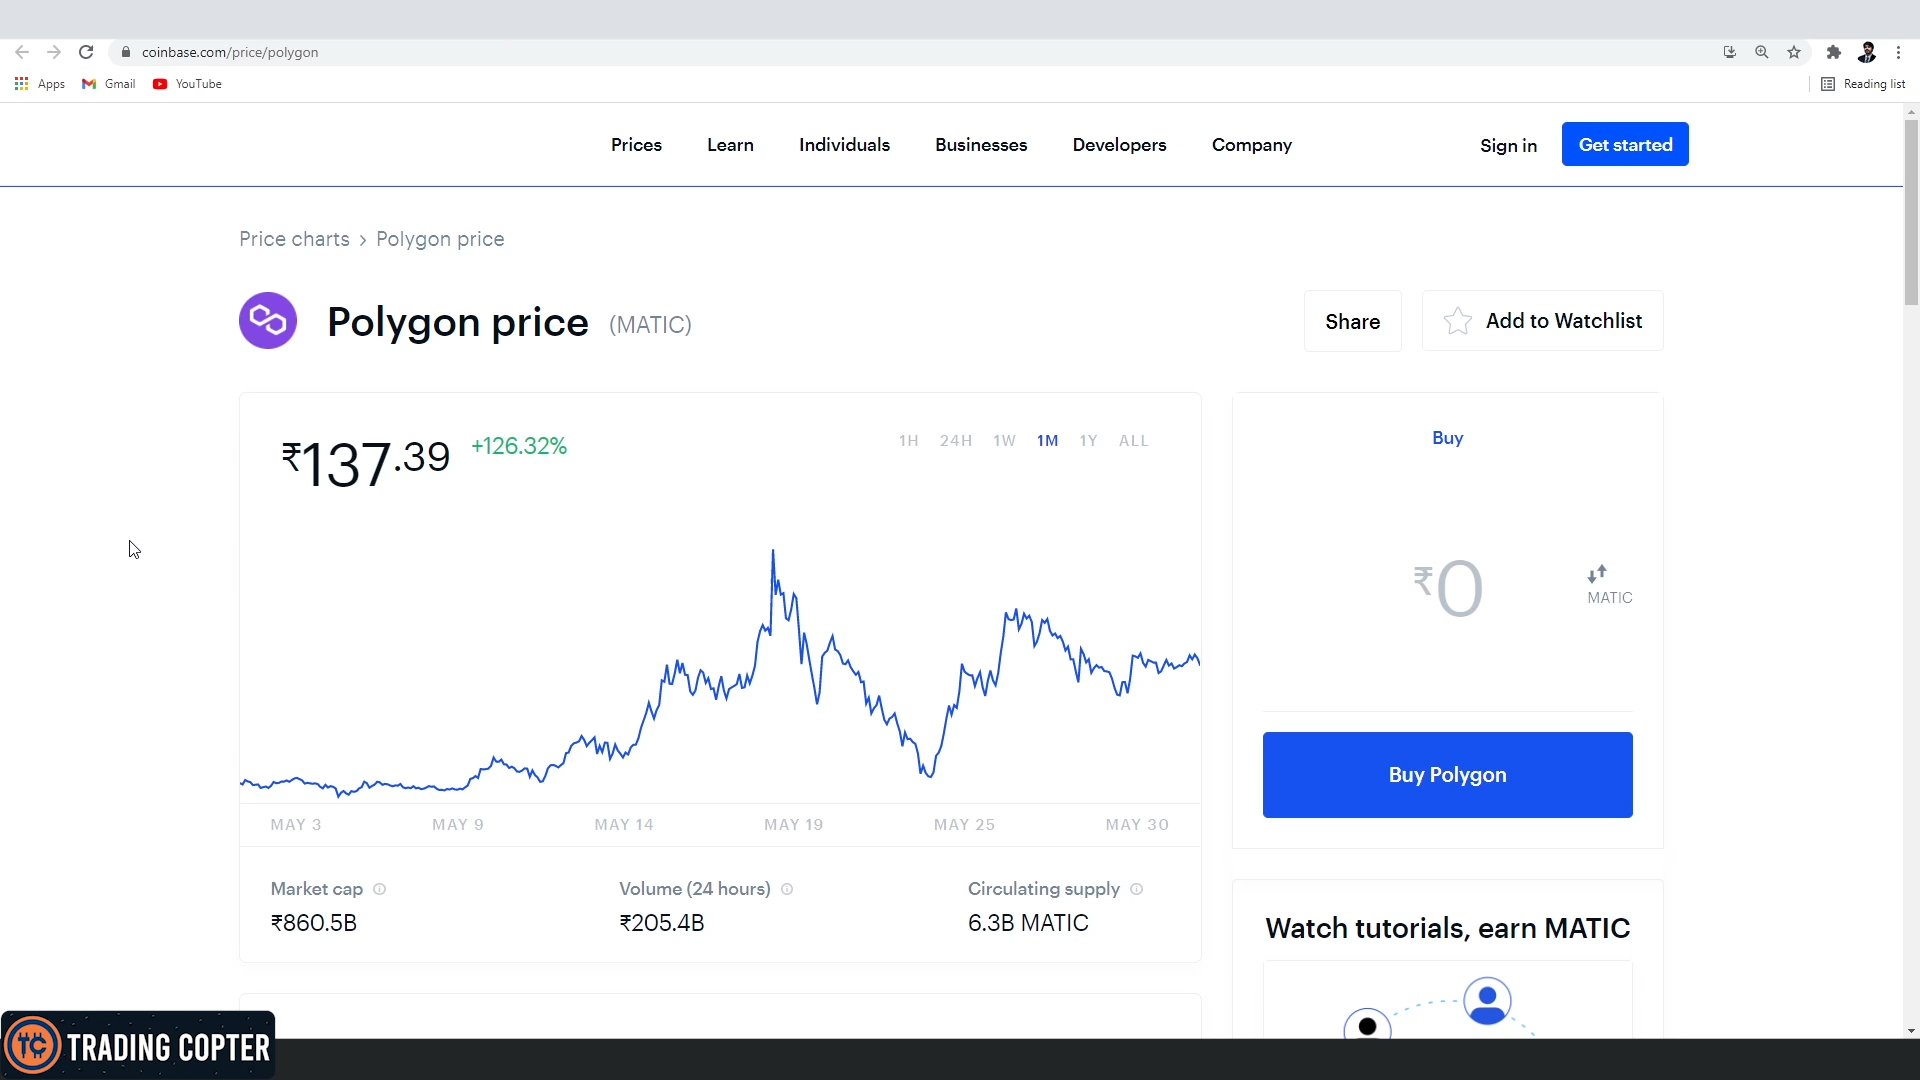 coinbase.com/price/polygon
Apps Gmail YouTube Reading list
Prices Learn Individuals Businesses Developers Company Sign in Get started
Price charts > Polygon price
Polygon price (MATIC) Share Add to Watchlist
₹137.39 +126.32% 1H 24H 1W 1M 1Y ALL
Buy
₹0
MATIC
Buy Polygon
MAY 3 MAY 9 MAY 14 MAY 19 MAY 25 MAY 30
Market cap Volume (24 hours) Circulating supply
₹860.5B ₹205.4B 6.3B MATIC
Watch tutorials, earn MATIC
TC TRADING COPTER